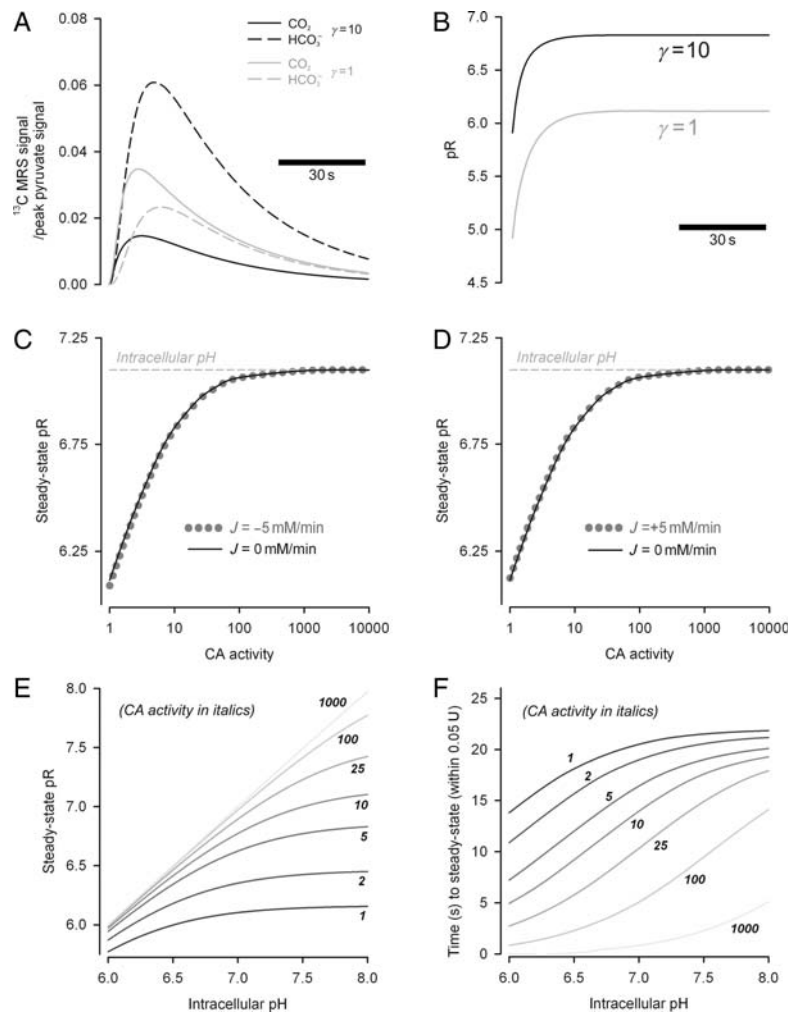 A
0.08
0.06
0.04
0.02
0.00
¹³C MRS signal
/peak pyruvate signal
CO₂
HCO₃⁻
γ = 10
CO₂
HCO₃⁻
γ = 1
30 s
B
7.0
6.5
6.0
5.5
5.0
4.5
pR
γ = 10
γ = 1
30 s
C
7.25
6.75
6.25
Steady-state pR
Intracellular pH
J = −5 mM/min
J = 0 mM/min
1 10 100 1000 10000
CA activity
D
7.25
6.75
6.25
Steady-state pR
Intracellular pH
J = +5 mM/min
J = 0 mM/min
1 10 100 1000 10000
CA activity
E
8.0
7.5
7.0
6.5
6.0
Steady-state pR
(CA activity in italics)
1000
100
25
10
5
2
1
6.0 6.5 7.0 7.5 8.0
Intracellular pH
F
25
20
15
10
5
0
Time (s) to steady-state (within 0.05 U)
(CA activity in italics)
1
2
5
10
25
100
1000
6.0 6.5 7.0 7.5 8.0
Intracellular pH